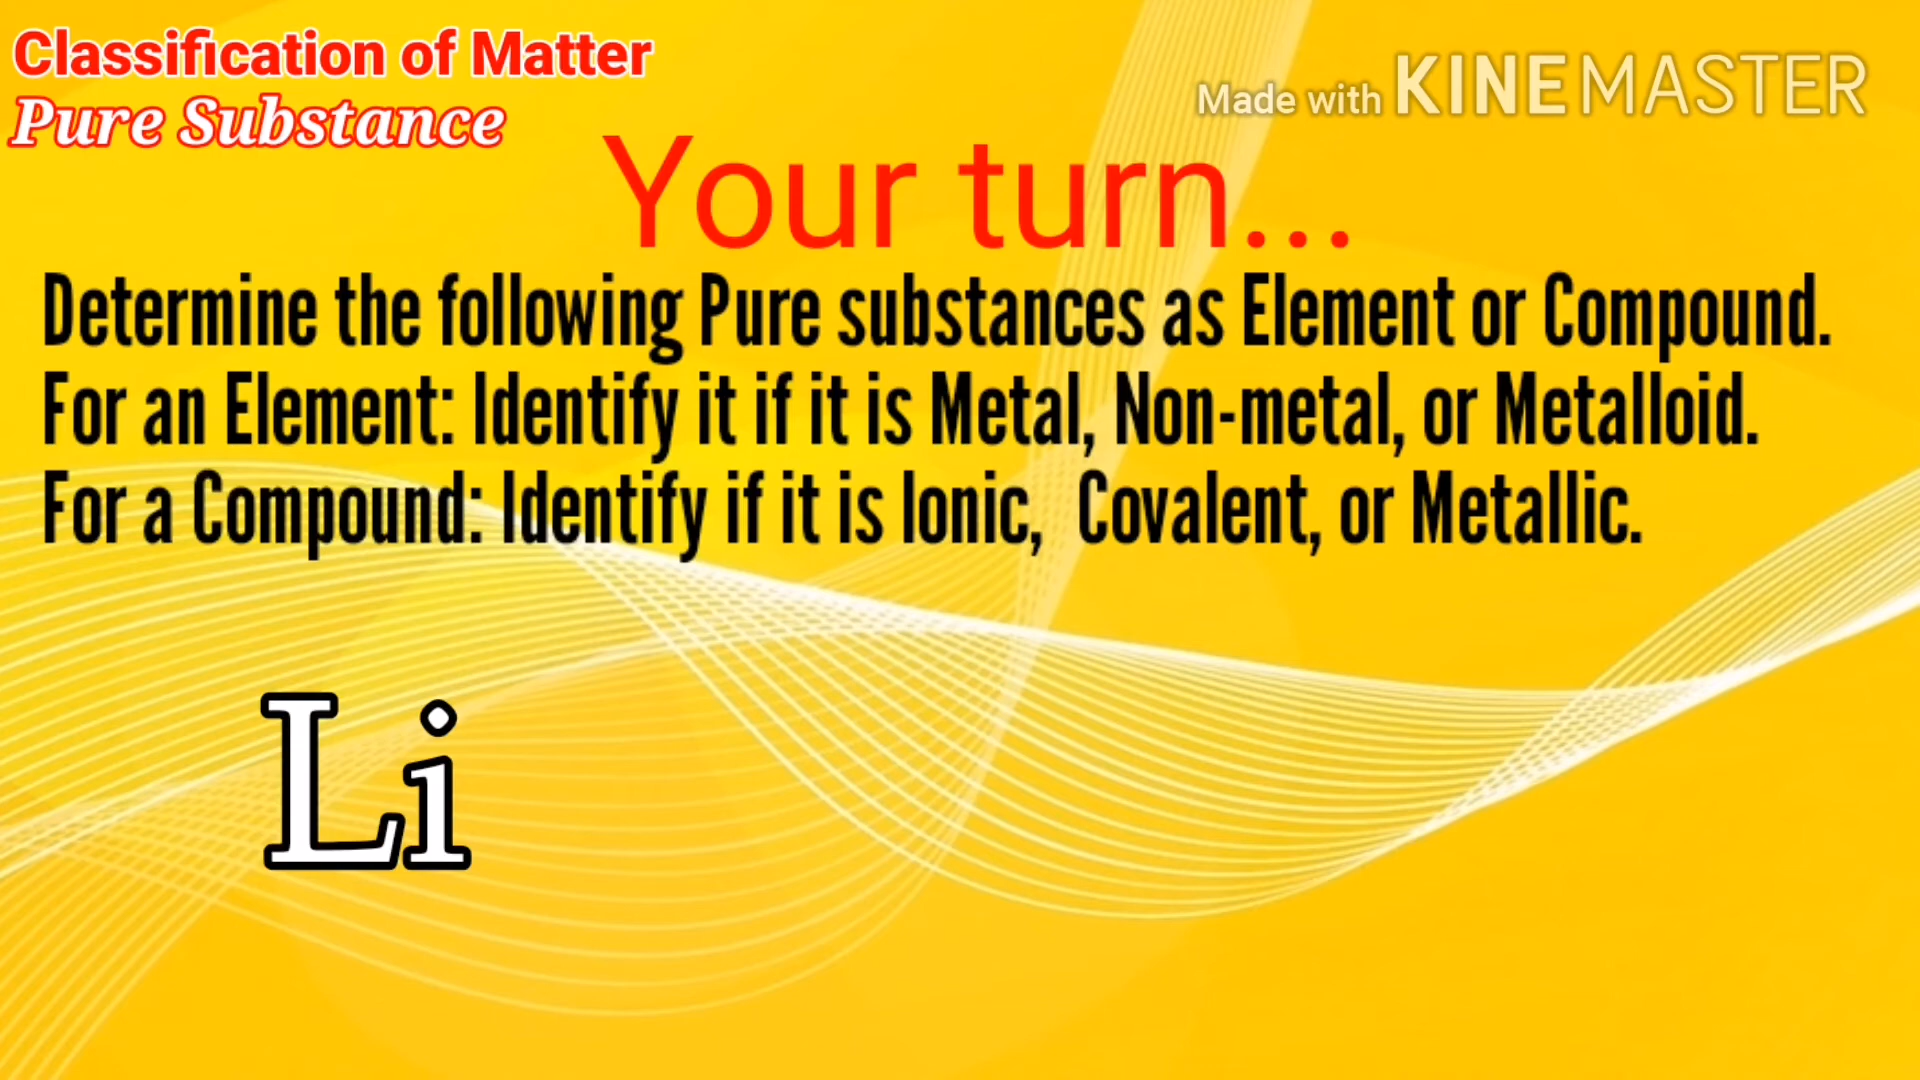 Classification of Matter
Pure Substance
Made with KINEMASTER
Your turn...
Determine the following Pure substances as Element or Compound.
For an Element: Identify it if it is Metal, Non-metal, or Metalloid.
For a Compound: Identify if it is Ionic, Covalent, or Metallic.
Li